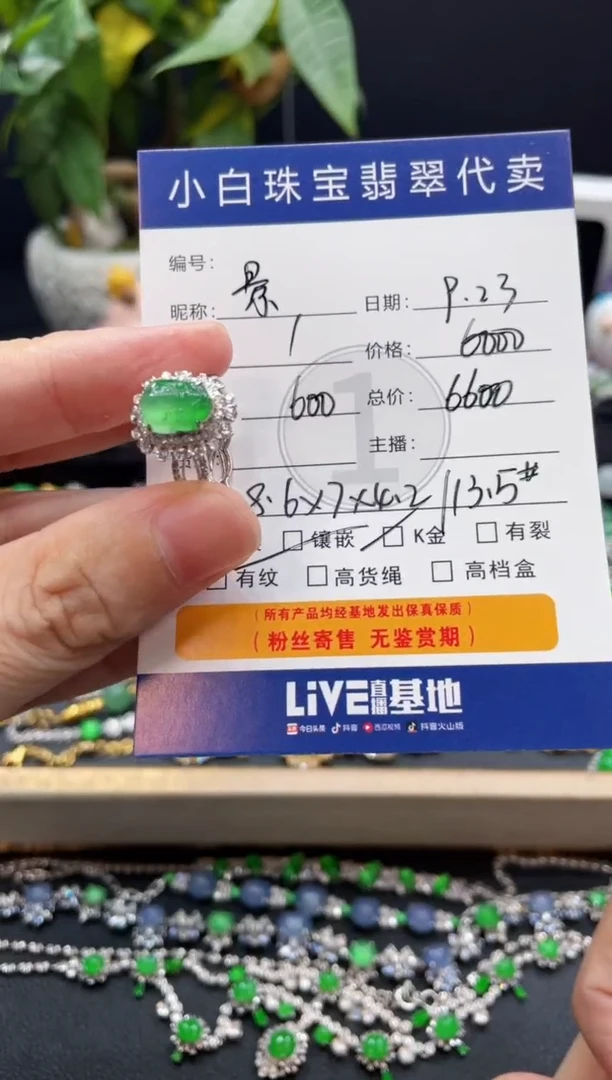 小白珠宝翡翠代卖
编号:
昵称: 景 日期: 9.23
1 价格: 6000
600 总价: 6600
主播:
8.6x7x4.2/13.5#
镶嵌 K金 有裂
有纹 高货绳 高档盒
(所有产品均经基地发出保真保质)
(粉丝寄售 无鉴赏期)
LiVE直播基地
今日头条 抖音 西瓜视频 抖音火山版